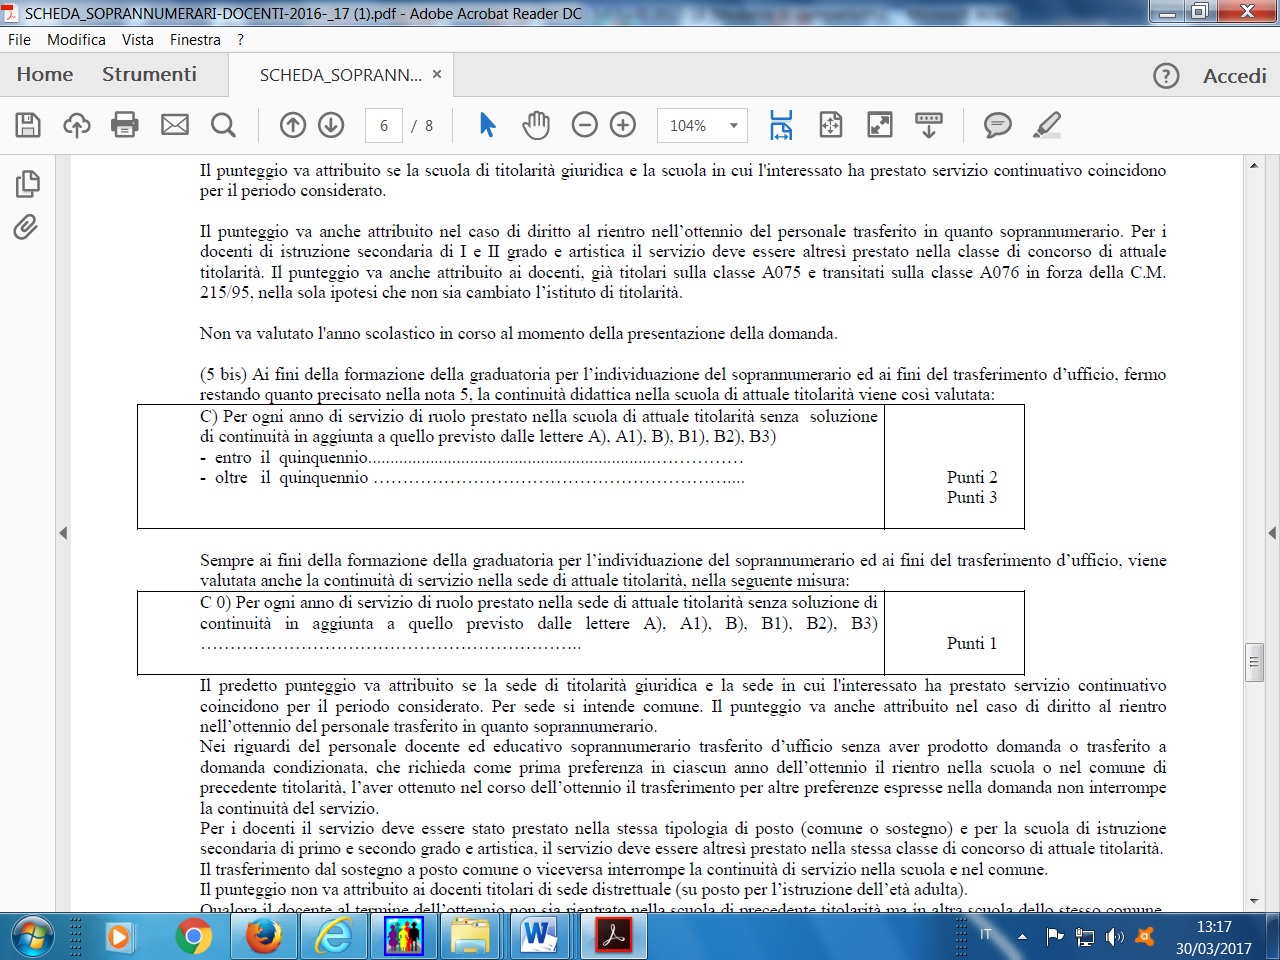 SCHEDA_SOPRANNUMERARI-DOCENTI-2016-_17 (1).pdf - Adobe Acrobat Reader DC
File Modifica Vista Finestra ?
Home Strumenti SCHEDA_SOPRANN... × ? Accedi
6 / 8 104%
Il punteggio va attribuito se la scuola di titolarità giuridica e la scuola in cui l'interessato ha prestato servizio continuativo coincidono
per il periodo considerato.
Il punteggio va anche attribuito nel caso di diritto al rientro nell’ottennio del personale trasferito in quanto soprannumerario. Per i
docenti di istruzione secondaria di I e II grado e artistica il servizio deve essere altresì prestato nella classe di concorso di attuale
titolarità. Il punteggio va anche attribuito ai docenti, già titolari sulla classe A075 e transitati sulla classe A076 in forza della C.M.
215/95, nella sola ipotesi che non sia cambiato l’istituto di titolarità.
Non va valutato l'anno scolastico in corso al momento della presentazione della domanda.
(5 bis) Ai fini della formazione della graduatoria per l’individuazione del soprannumerario ed ai fini del trasferimento d’ufficio, fermo
restando quanto precisato nella nota 5, la continuità didattica nella scuola di attuale titolarità viene così valutata:
C) Per ogni anno di servizio di ruolo prestato nella scuola di attuale titolarità senza soluzione
di continuità in aggiunta a quello previsto dalle lettere A), A1), B), B1), B2), B3)
- entro il quinquennio..................................................................……………
- oltre il quinquennio ……………………………………………………....
Punti 2
Punti 3
Sempre ai fini della formazione della graduatoria per l’individuazione del soprannumerario ed ai fini del trasferimento d’ufficio, viene
valutata anche la continuità di servizio nella sede di attuale titolarità, nella seguente misura:
C 0) Per ogni anno di servizio di ruolo prestato nella sede di attuale titolarità senza soluzione di
continuità in aggiunta a quello previsto dalle lettere A), A1), B), B1), B2), B3)
………………………………………………………..
Punti 1
Il predetto punteggio va attribuito se la sede di titolarità giuridica e la sede in cui l'interessato ha prestato servizio continuativo
coincidono per il periodo considerato. Per sede si intende comune. Il punteggio va anche attribuito nel caso di diritto al rientro
nell’ottennio del personale trasferito in quanto soprannumerario.
Nei riguardi del personale docente ed educativo soprannumerario trasferito d’ufficio senza aver prodotto domanda o trasferito a
domanda condizionata, che richieda come prima preferenza in ciascun anno dell’ottennio il rientro nella scuola o nel comune di
precedente titolarità, l’aver ottenuto nel corso dell’ottennio il trasferimento per altre preferenze espresse nella domanda non interrompe
la continuità del servizio.
Per i docenti il servizio deve essere stato prestato nella stessa tipologia di posto (comune o sostegno) e per la scuola di istruzione
secondaria di primo e secondo grado e artistica, il servizio deve essere altresì prestato nella stessa classe di concorso di attuale titolarità.
Il trasferimento dal sostegno a posto comune o viceversa interrompe la continuità di servizio nella scuola e nel comune.
Il punteggio non va attribuito ai docenti titolari di sede distrettuale (su posto per l’istruzione dell’età adulta).
Qualora il docente al termine dell’ottennio non sia rientrato nella scuola di precedente titolarità ma in altra scuola dello stesso comune,
IT 13:17
30/03/2017